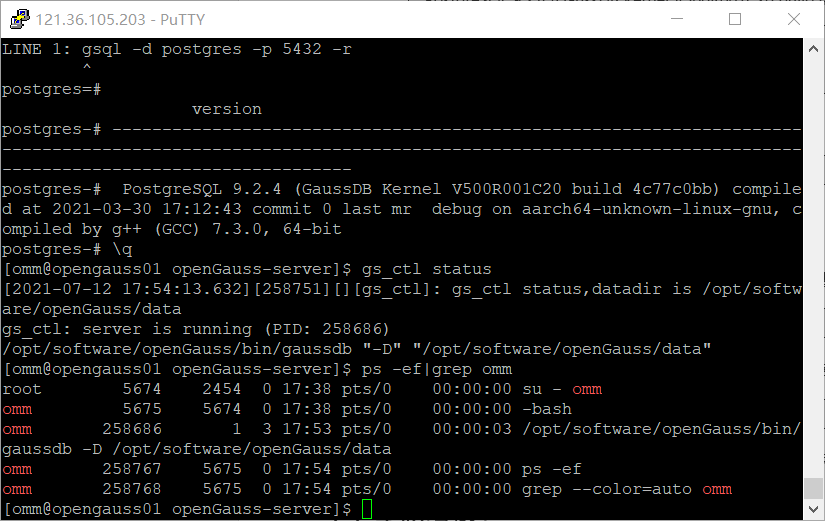 121.36.105.203 - PuTTY
LINE 1: gsql -d postgres -p 5432 -r
        ^
postgres=#
                   version
postgres-# ---------------------------------------------------------------------
--------------------------------------------------------------------------------
-----------------------------------
postgres-#  PostgreSQL 9.2.4 (GaussDB Kernel V500R001C20 build 4c77c0bb) compile
d at 2021-03-30 17:12:43 commit 0 last mr  debug on aarch64-unknown-linux-gnu, c
ompiled by g++ (GCC) 7.3.0, 64-bit
postgres-# \q
[omm@opengauss01 openGauss-server]$ gs_ctl status
[2021-07-12 17:54:13.632][258751][][gs_ctl]: gs_ctl status,datadir is /opt/softw
are/openGauss/data
gs_ctl: server is running (PID: 258686)
/opt/software/openGauss/bin/gaussdb "-D" "/opt/software/openGauss/data"
[omm@opengauss01 openGauss-server]$ ps -ef|grep omm
root        5674    2454  0 17:38 pts/0    00:00:00 su - omm
omm         5675    5674  0 17:38 pts/0    00:00:00 -bash
omm       258686       1  3 17:53 pts/0    00:00:03 /opt/software/openGauss/bin/
gaussdb -D /opt/software/openGauss/data
omm       258767    5675  0 17:54 pts/0    00:00:00 ps -ef
omm       258768    5675  0 17:54 pts/0    00:00:00 grep --color=auto omm
[omm@opengauss01 openGauss-server]$